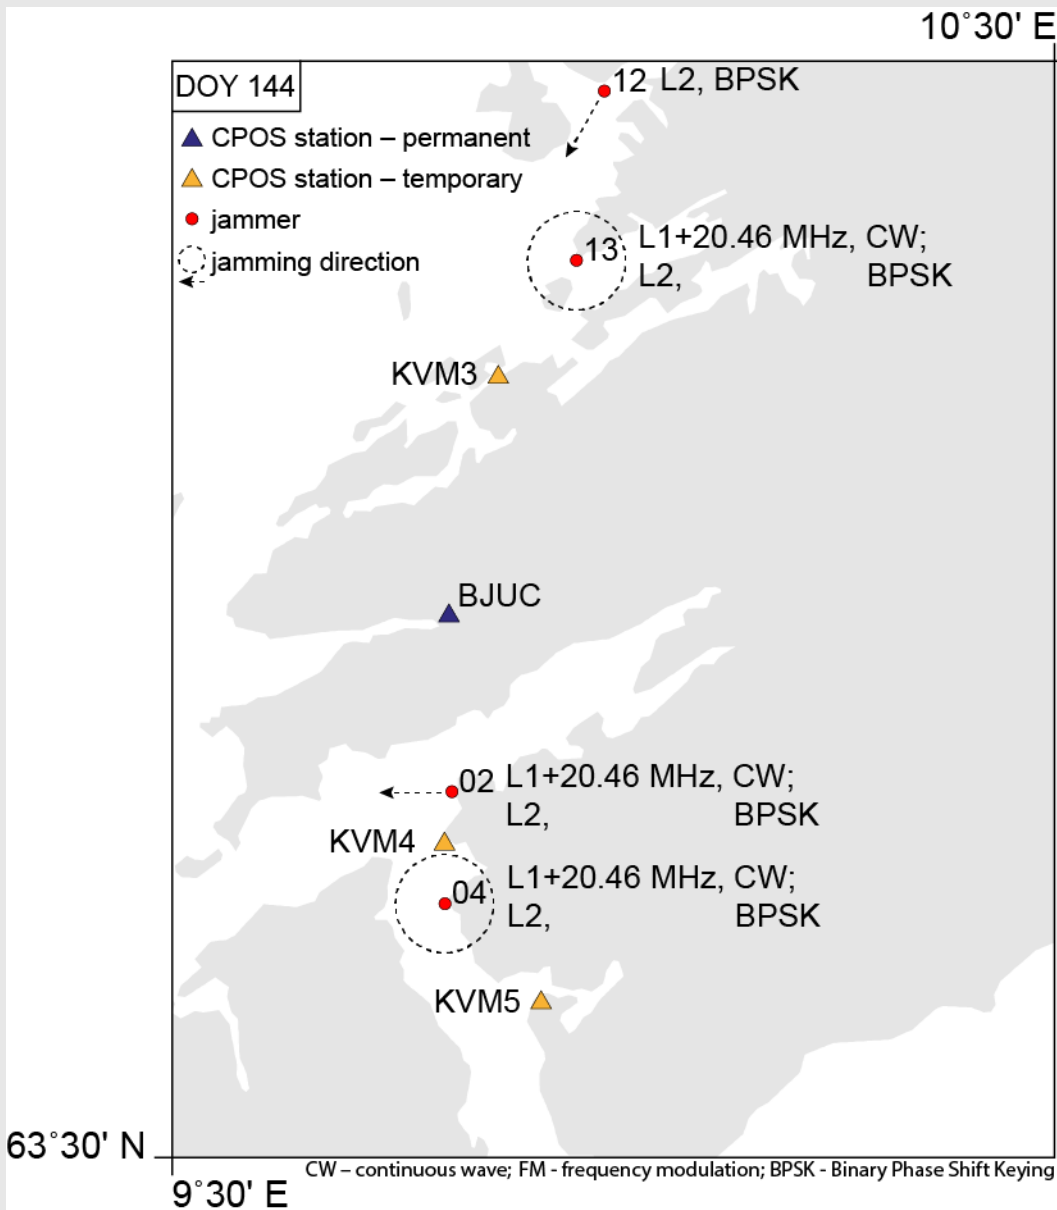 10˚30' E
DOY 144
12 L2, BPSK
CPOS station – permanent
CPOS station – temporary
jammer
jamming direction
13 L1+20.46 MHz, CW;
L2, BPSK
KVM3
BJUC
02 L1+20.46 MHz, CW;
L2, BPSK
KVM4
04 L1+20.46 MHz, CW;
L2, BPSK
KVM5
63˚30' N
CW – continuous wave; FM - frequency modulation; BPSK - Binary Phase Shift Keying
9˚30' E